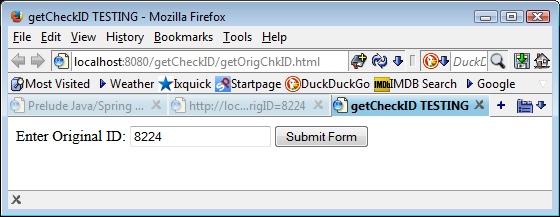 getCheckID TESTING - Mozilla Firefox
File Edit View History Bookmarks Tools Help
localhost:8080/getCheckID/getOrigChkID.html DuckD
Most Visited Weather Ixquick Startpage DuckDuckGo IMDb IMDB Search Google
Prelude Java/Spring ... http://loc...rigID=8224 getCheckID TESTING
Enter Original ID: 8224 Submit Form